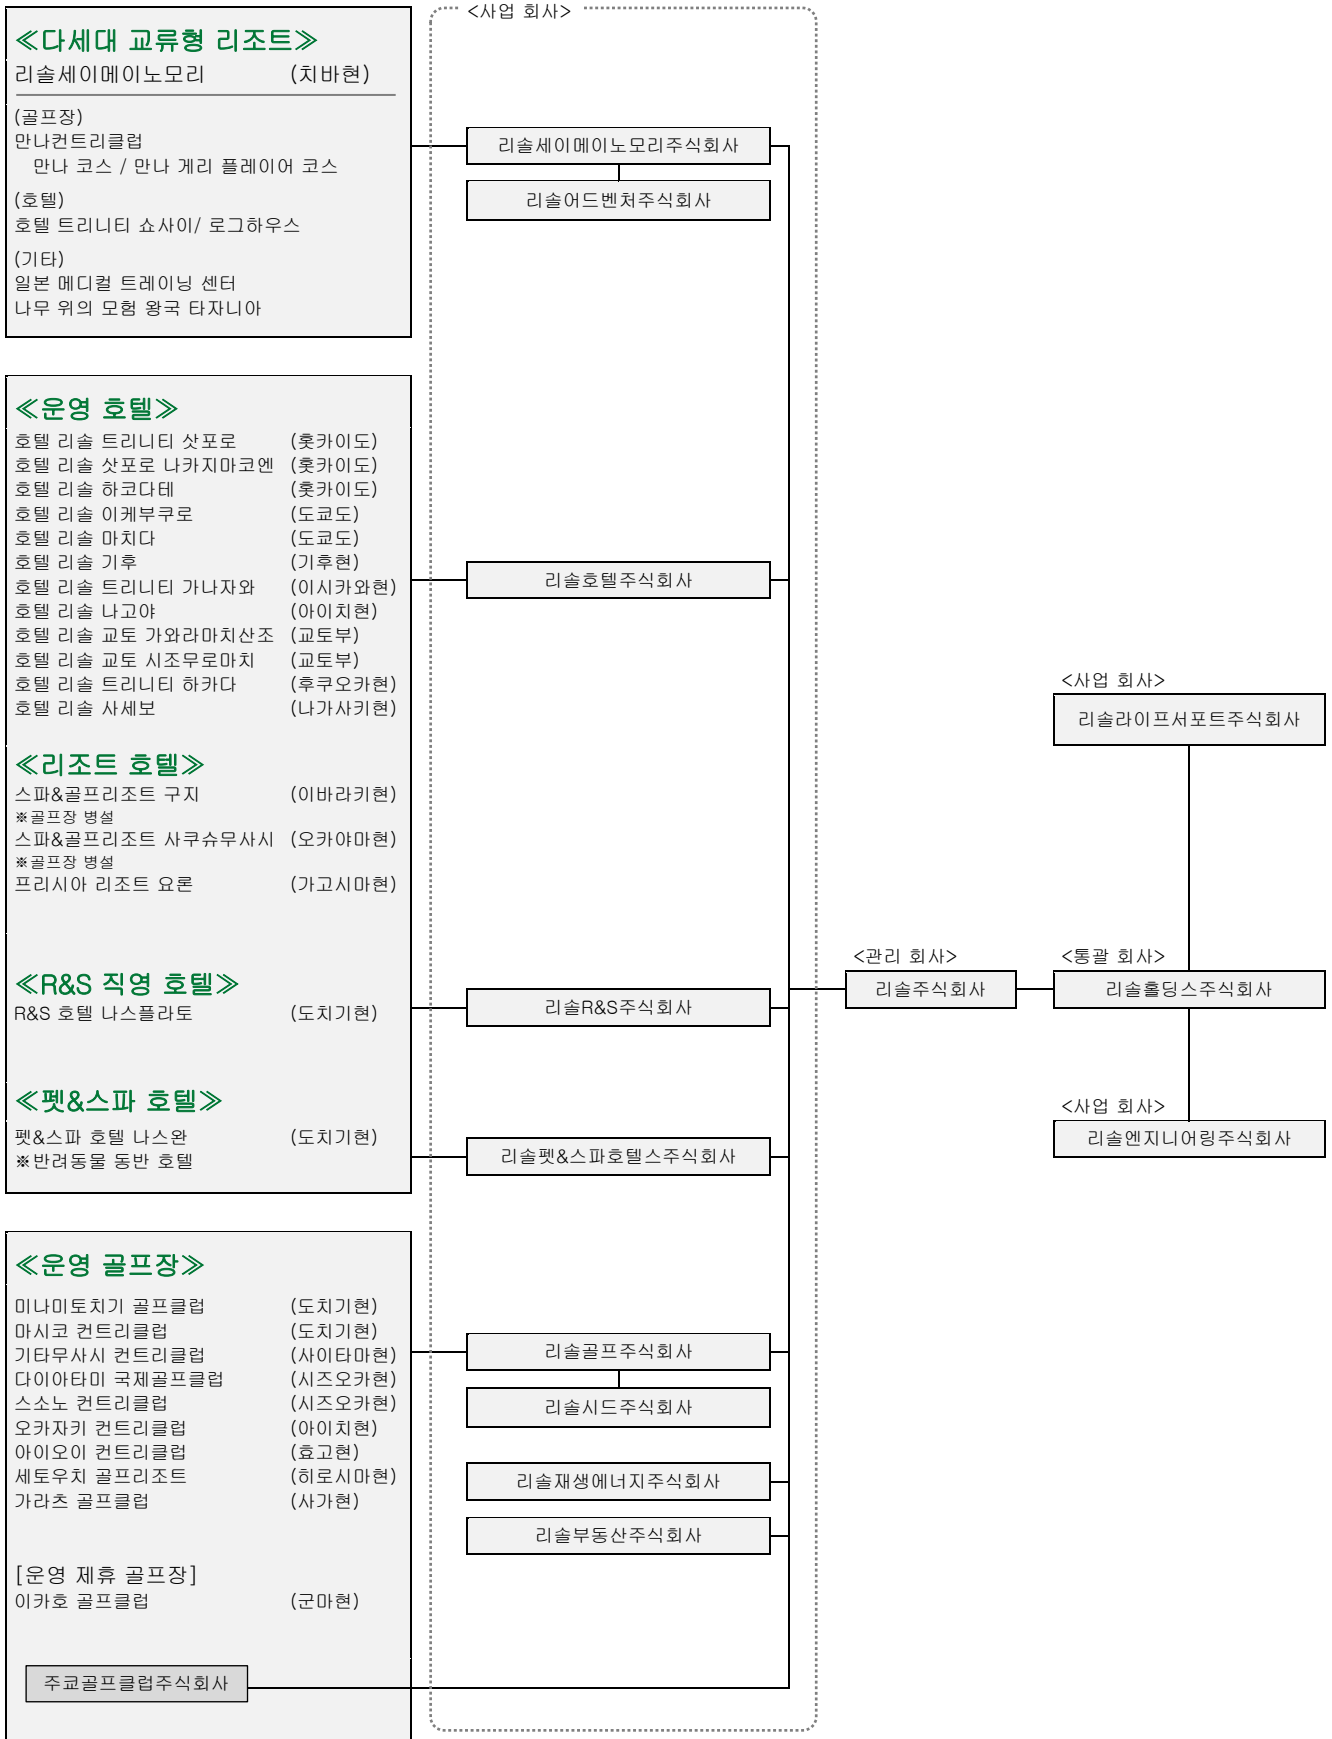 ≪다세대 교류형 리조트≫
리솔세이메이노모리 (치바현)
(골프장)
만나컨트리클럽
만나 코스 / 만나 게리 플레이어 코스
(호텔)
호텔 트리니티 쇼사이/ 로그하우스
(기타)
일본 메디컬 트레이닝 센터
나무 위의 모험 왕국 타자니아
≪운영 호텔≫
호텔 리솔 트리니티 삿포로 (홋카이도)
호텔 리솔 삿포로 나카지마코엔 (홋카이도)
호텔 리솔 하코다테 (홋카이도)
호텔 리솔 이케부쿠로 (도쿄도)
호텔 리솔 마치다 (도쿄도)
호텔 리솔 기후 (기후현)
호텔 리솔 트리니티 가나자와 (이시카와현)
호텔 리솔 나고야 (아이치현)
호텔 리솔 교토 가와라마치산조 (교토부)
호텔 리솔 교토 시조무로마치 (교토부)
호텔 리솔 트리니티 하카다 (후쿠오카현)
호텔 리솔 사세보 (나가사키현)
≪리조트 호텔≫
스파&골프리조트 구지 (이바라키현)
※골프장 병설
스파&골프리조트 사쿠슈무사시 (오카야마현)
※골프장 병설
프리시아 리조트 요론 (가고시마현)
≪R&S 직영 호텔≫
R&S 호텔 나스플라토 (도치기현)
≪펫&스파 호텔≫
펫&스파 호텔 나스완 (도치기현)
※반려동물 동반 호텔
≪운영 골프장≫
미나미토치기 골프클럽 (도치기현)
마시코 컨트리클럽 (도치기현)
기타무사시 컨트리클럽 (사이타마현)
다이아타미 국제골프클럽 (시즈오카현)
스소노 컨트리클럽 (시즈오카현)
오카자키 컨트리클럽 (아이치현)
아이오이 컨트리클럽 (효고현)
세토우치 골프리조트 (히로시마현)
가라츠 골프클럽 (사가현)
[운영 제휴 골프장]
이카호 골프클럽 (군마현)
주쿄골프클럽주식회사
<사업 회사>
리솔세이메이노모리주식회사
리솔어드벤처주식회사
리솔호텔주식회사
리솔R&S주식회사
리솔펫&스파호텔스주식회사
리솔골프주식회사
리솔시드주식회사
리솔재생에너지주식회사
리솔부동산주식회사
<관리 회사>
리솔주식회사
<사업 회사>
리솔라이프서포트주식회사
<통괄 회사>
리솔홀딩스주식회사
<사업 회사>
리솔엔지니어링주식회사